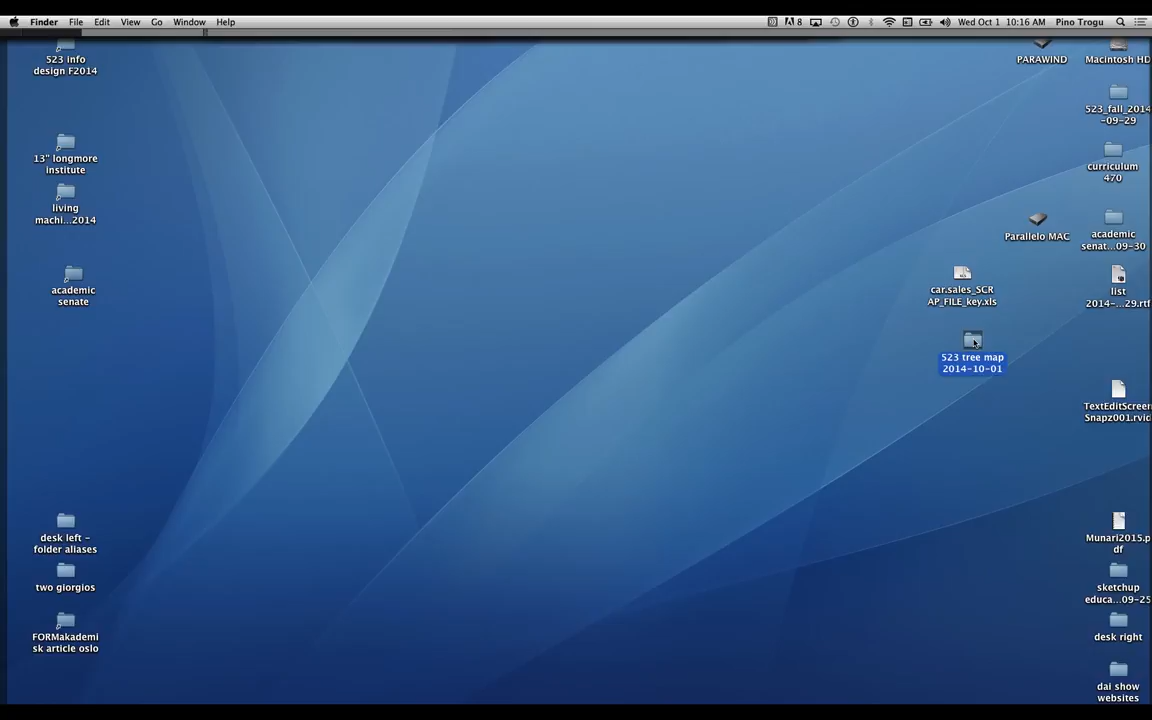 Finder File Edit View Go Window Help
8 Wed Oct 1 10:16 AM Pino Trogu
523 info
design F2014
13" longmore
Institute
living
machi...2014
academic
senate
desk left -
folder aliases
two giorgios
FORMakademi
sk article oslo
PARAWIND
Macintosh HD
523_fall_2014
-09-29
curriculum
470
Parallelo MAC
academic
senat...09-30
car.sales_SCR
AP_FILE_key.xls
list
2014-...29.rtf
523 tree map
2014-10-01
TextEditScreen
Snapz001.rvid
Munari2015.p
df
sketchup
educa...09-25
desk right
dai show
websites